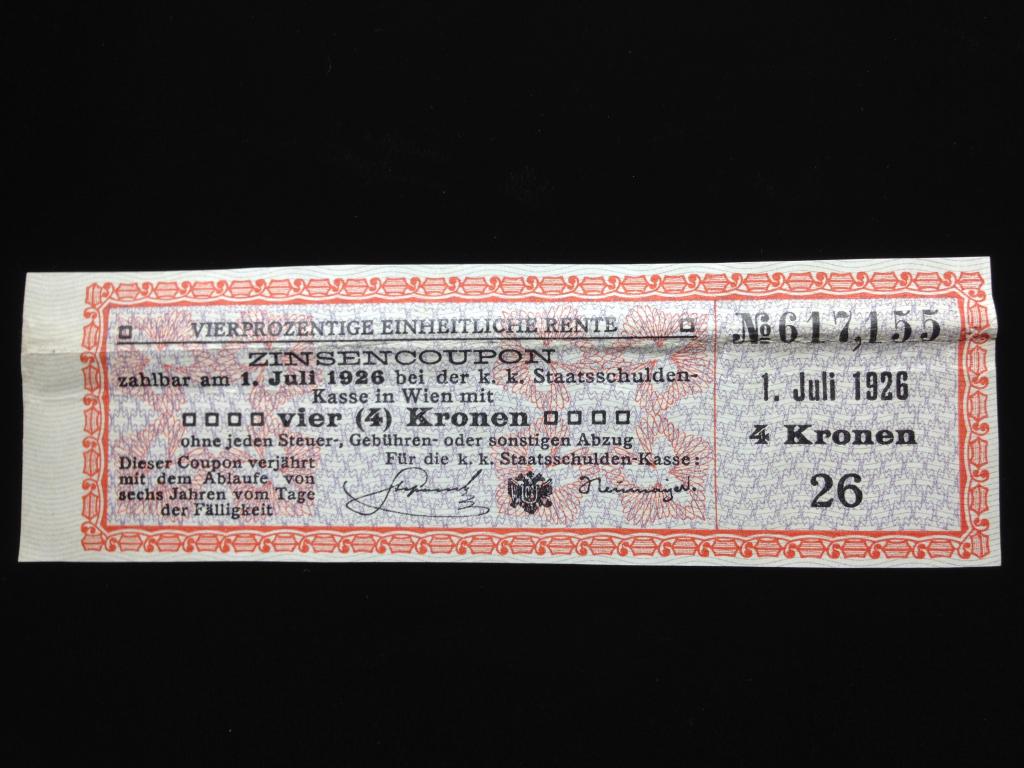 VIERPROZENTIGE EINHEITLICHE RENTE
ZINSENCOUPON
zahlbar am 1. Juli 1926 bei der k. k. Staatsschulden-
Kasse in Wien mit
vier (4) Kronen
ohne jeden Steuer-, Gebühren- oder sonstigen Abzug
Dieser Coupon verjährt
mit dem Ablaufe von
sechs Jahren vom Tage
der Fälligkeit
Für die k. k. Staatsschulden-Kasse:
№ 617,155
1. Juli 1926
4 Kronen
26